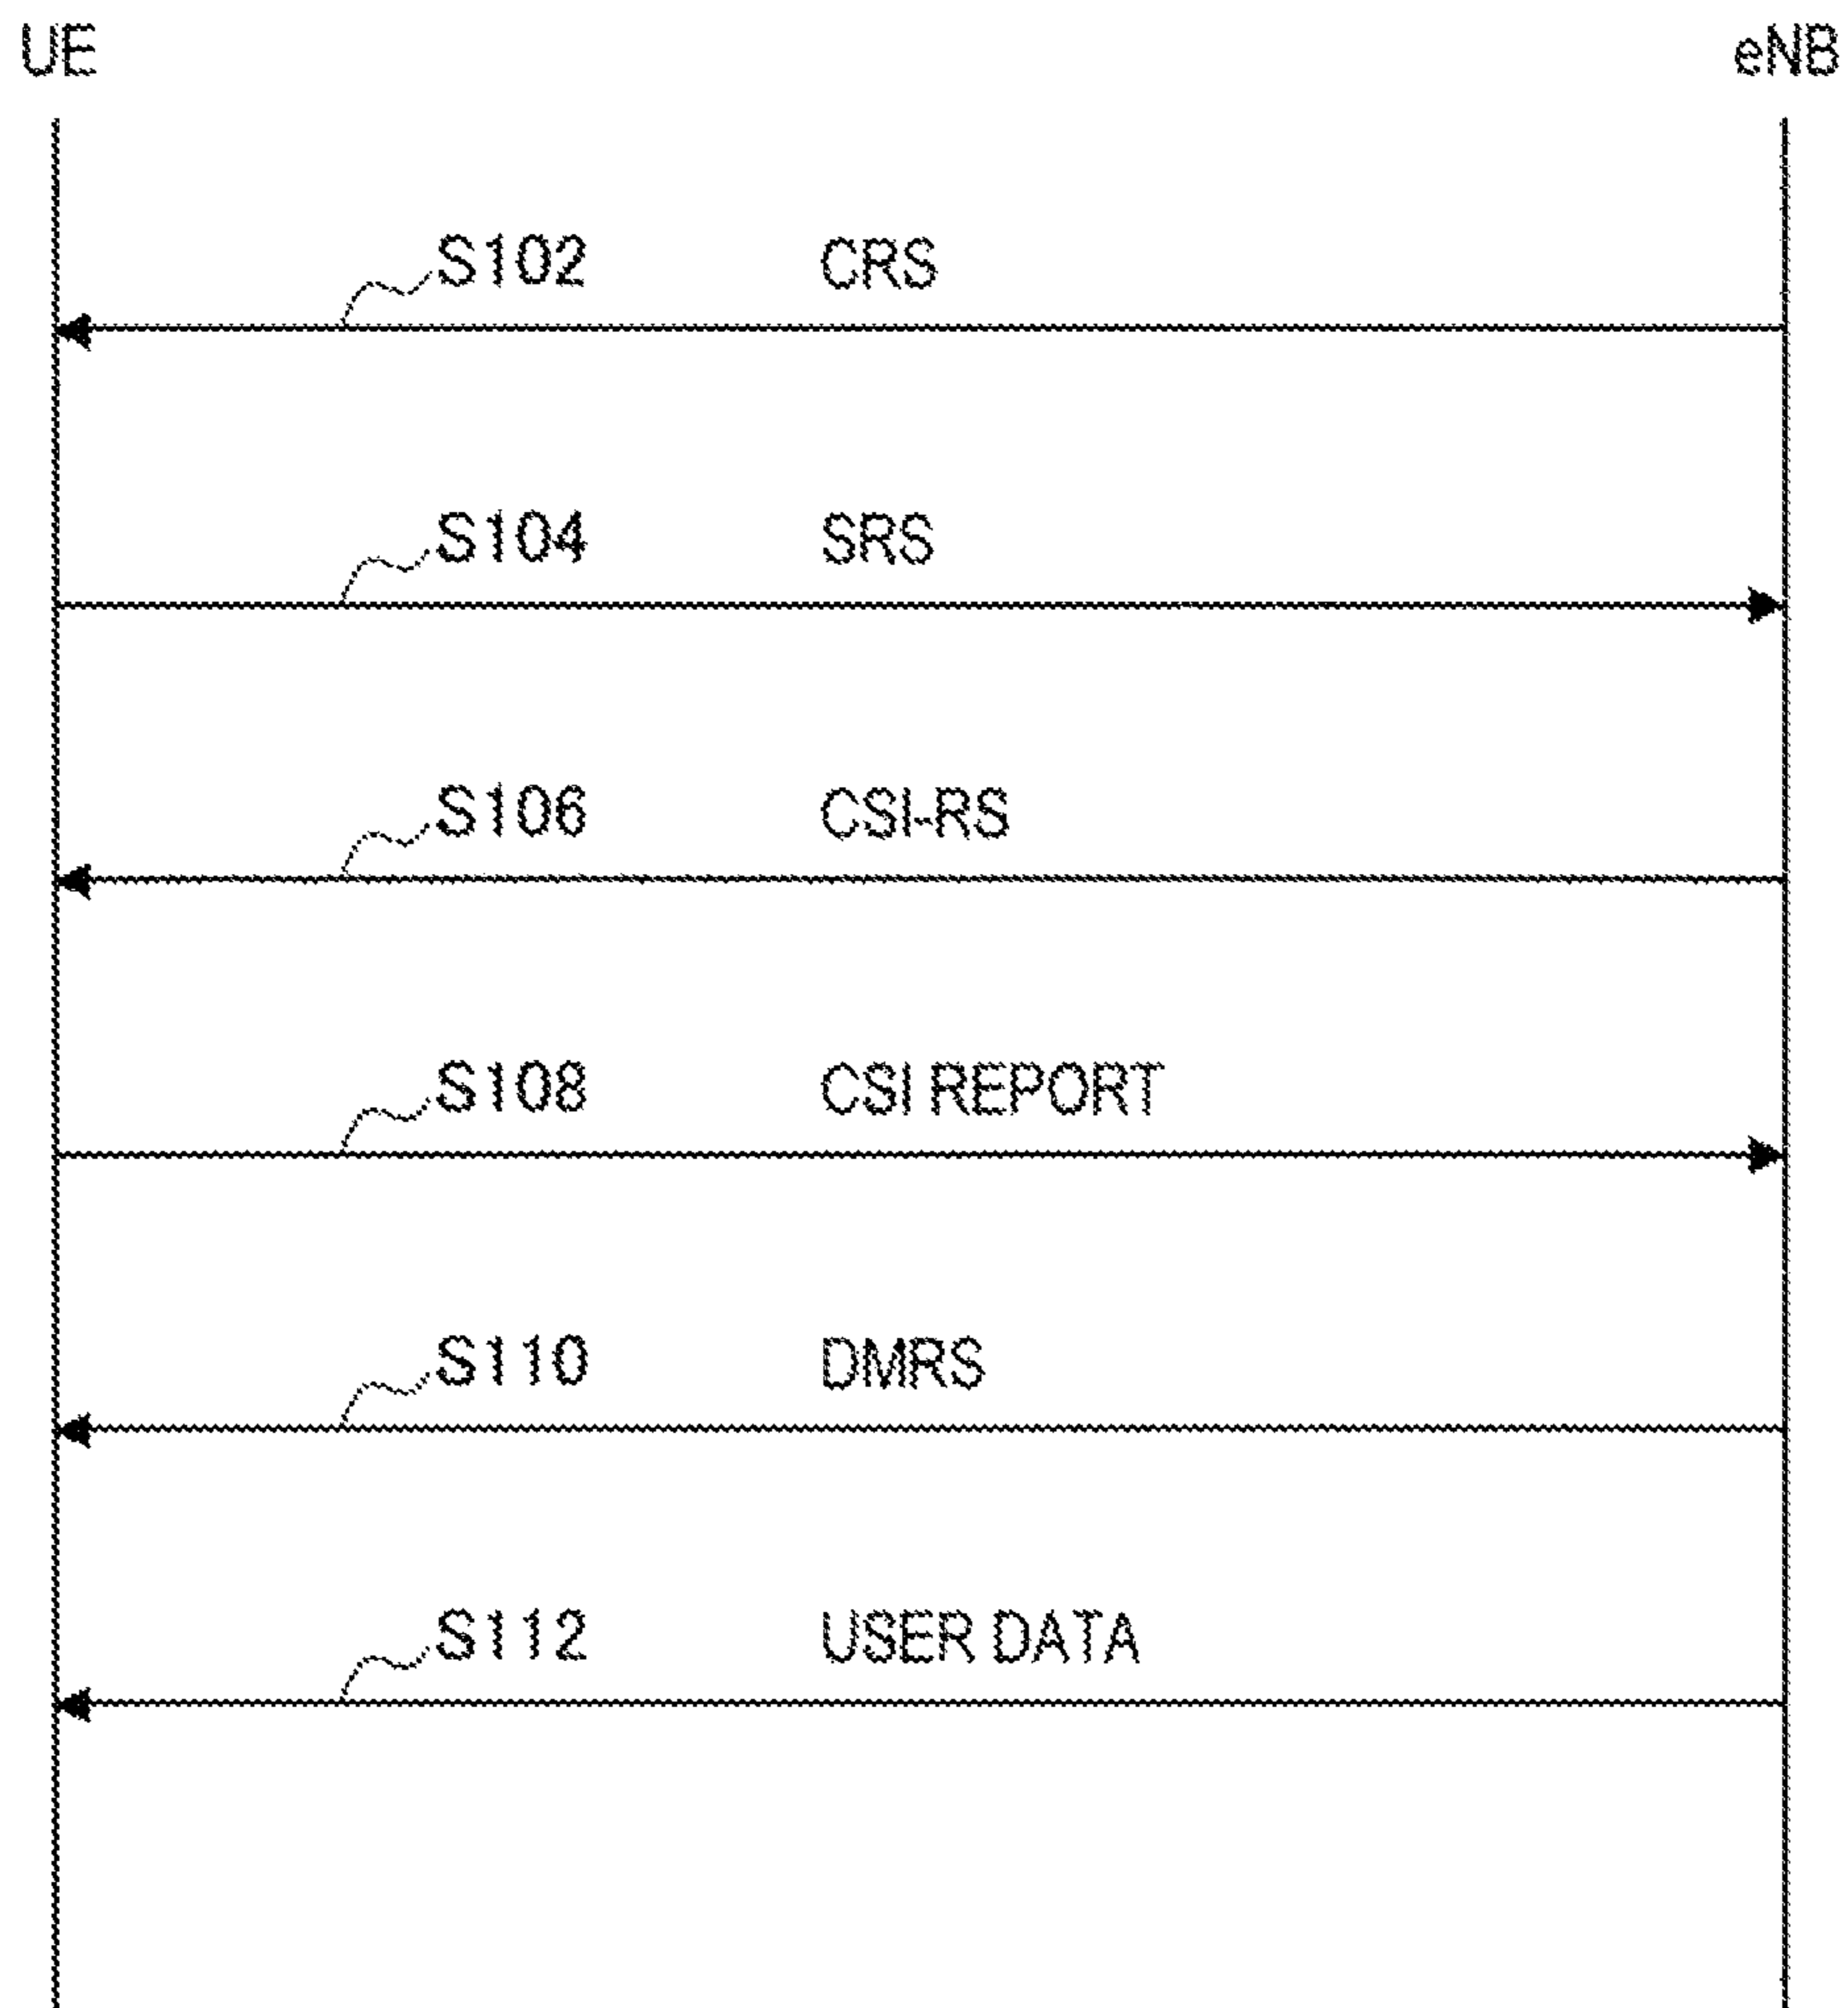 UE eNB
S102 CRS
S104 SRS
S106 CSI-RS
S108 CSI REPORT
S110 DMRS
S112 USER DATA